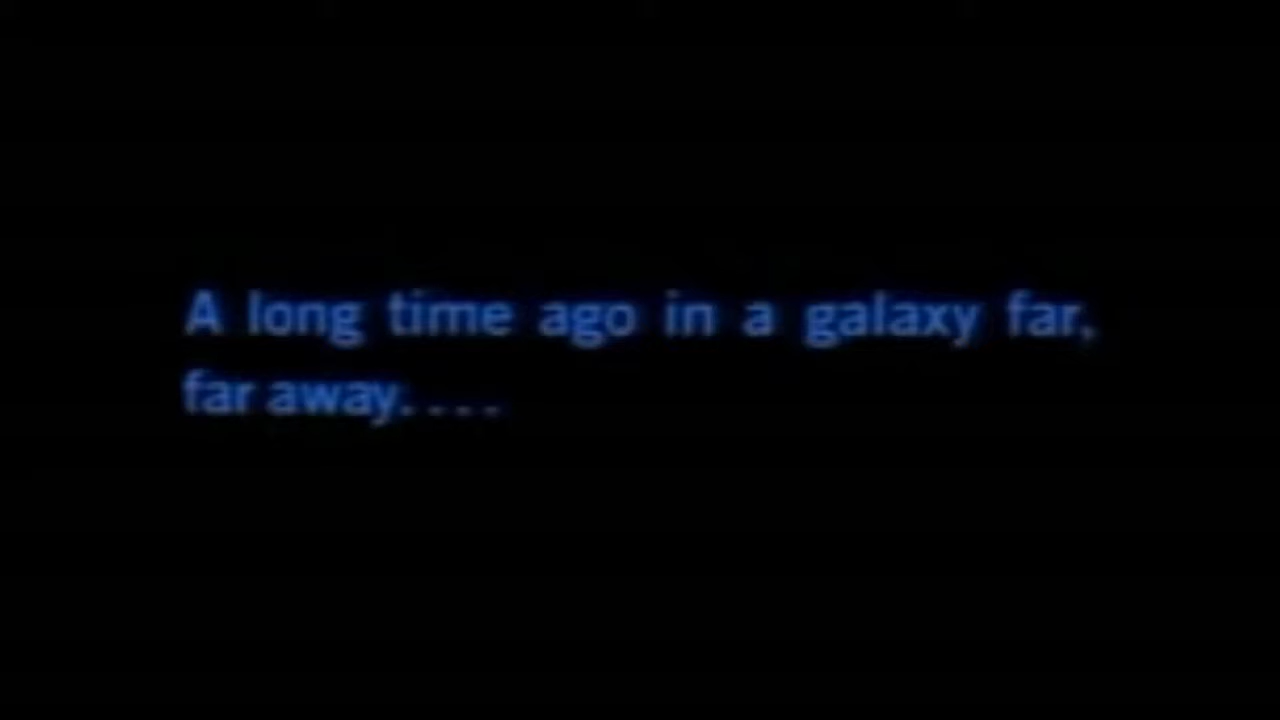 A long time ago in a galaxy far,
far away. . . .